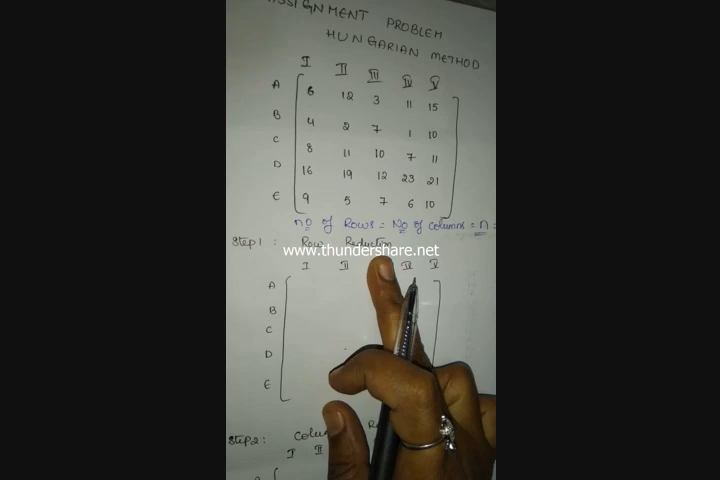 ASSIGNMENT PROBLEM
HUNGARIAN METHOD
I II III IV V
A 6 12 3 11 15
B 4 2 7 1 10
C 8 11 10 7 11
D 16 19 12 23 21
E 9 5 7 6 10
NO of Rows = NO of columns = n =
Step 1 : Row Reduction
www.thundershare.net
I II IV V
A
B
C
D
E
Step 2 : Colu R
I II